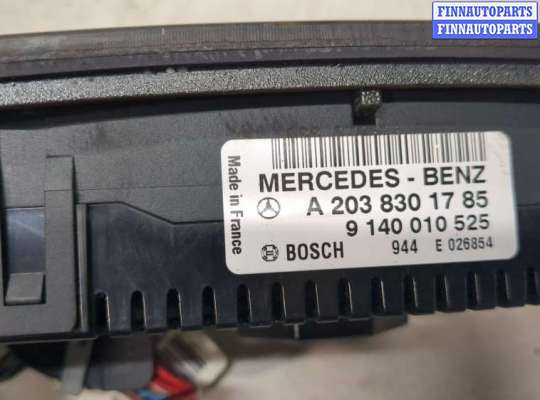 FINNAUTOPARTS
FINNAUTOPARTS
Made in France
MERCEDES - BENZ
A 203 830 17 85
9 140 010 525
BOSCH 944 E 026854